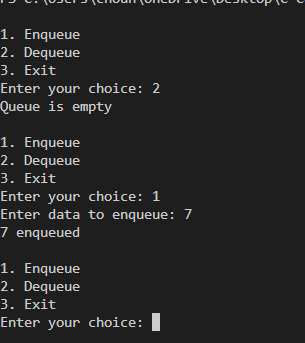 1. Enqueue
2. Dequeue
3. Exit
Enter your choice: 2
Queue is empty
1. Enqueue
2. Dequeue
3. Exit
Enter your choice: 1
Enter data to enqueue: 7
7 enqueued
1. Enqueue
2. Dequeue
3. Exit
Enter your choice: